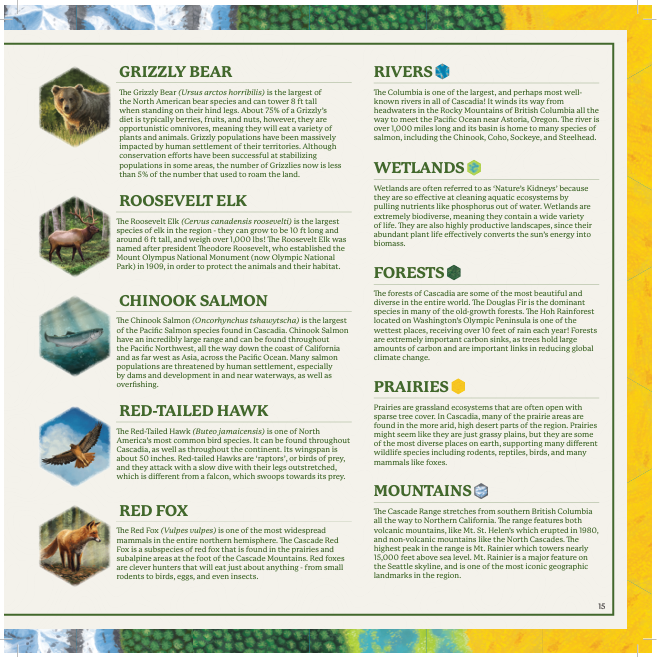 GRIZZLY BEAR
The Grizzly Bear (Ursus arctos horribilis) is the largest of
the North American bear species and can tower 8 ft tall
when standing on their hind legs. About 75% of a Grizzly's
diet is typically berries, fruits, and nuts, however, they are
opportunistic omnivores, meaning they will eat a variety of
plants and animals. Grizzly populations have been massively
impacted by human settlement of their territories. Although
conservation efforts have been successful at stabilizing
populations in some areas, the number of Grizzlies now is less
than 5% of the number that used to roam the land.
ROOSEVELT ELK
The Roosevelt Elk (Cervus canadensis roosevelti) is the largest
species of elk in the region - they can grow to be 10 ft long and
around 6 ft tall, and weigh over 1,000 lbs! The Roosevelt Elk was
named after president Theodore Roosevelt, who established the
Mount Olympus National Monument (now Olympic National
Park) in 1909, in order to protect the animals and their habitat.
CHINOOK SALMON
The Chinook Salmon (Oncorhynchus tshawytscha) is the largest
of the Pacific Salmon species found in Cascadia. Chinook Salmon
have an incredibly large range and can be found throughout
the Pacific Northwest, all the way down the coast of California
and as far west as Asia, across the Pacific Ocean. Many salmon
populations are threatened by human settlement, especially
by dams and development in and near waterways, as well as
overfishing.
RED-TAILED HAWK
The Red-Tailed Hawk (Buteo jamaicensis) is one of North
America's most common bird species. It can be found throughout
Cascadia, as well as throughout the continent. Its wingspan is
about 50 inches. Red-tailed Hawks are 'raptors', or birds of prey,
and they attack with a slow dive with their legs outstretched,
which is different from a falcon, which swoops towards its prey.
RED FOX
The Red Fox (Vulpes vulpes) is one of the most widespread
mammals in the entire northern hemisphere. The Cascade Red
Fox is a subspecies of red fox that is found in the prairies and
subalpine areas at the foot of the Cascade Mountains. Red foxes
are clever hunters that will eat just about anything - from small
rodents to birds, eggs, and even insects.
RIVERS
The Columbia is one of the largest, and perhaps most well-
known rivers in all of Cascadia! It winds its way from
headwaters in the Rocky Mountains of British Columbia all the
way to meet the Pacific Ocean near Astoria, Oregon. The river is
over 1,000 miles long and its basin is home to many species of
salmon, including the Chinook, Coho, Sockeye, and Steelhead.
WETLANDS
Wetlands are often referred to as 'Nature's Kidneys' because
they are so effective at cleaning aquatic ecosystems by
pulling nutrients like phosphorus out of water. Wetlands are
extremely biodiverse, meaning they contain a wide variety
of life. They are also highly productive landscapes, since their
abundant plant life effectively converts the sun's energy into
biomass.
FORESTS
The forests of Cascadia are some of the most beautiful and
diverse in the entire world. The Douglas Fir is the dominant
species in many of the old-growth forests. The Hoh Rainforest
located on Washington's Olympic Peninsula is one of the
wettest places, receiving over 10 feet of rain each year! Forests
are extremely important carbon sinks, as trees hold large
amounts of carbon and are important links in reducing global
climate change.
PRAIRIES
Prairies are grassland ecosystems that are often open with
sparse tree cover. In Cascadia, many of the prairie areas are
found in the more arid, high desert parts of the region. Prairies
might seem like they are just grassy plains, but they are some
of the most diverse places on earth, supporting many different
wildlife species including rodents, reptiles, birds, and many
mammals like foxes.
MOUNTAINS
The Cascade Range stretches from southern British Columbia
all the way to Northern California. The range features both
volcanic mountains, like Mt. St. Helen's which erupted in 1980,
and non-volcanic mountains like the North Cascades. The
highest peak in the range is Mt. Rainier which towers nearly
15,000 feet above sea level. Mt. Rainier is a major feature on
the Seattle skyline, and is one of the most iconic geographic
landmarks in the region.
15